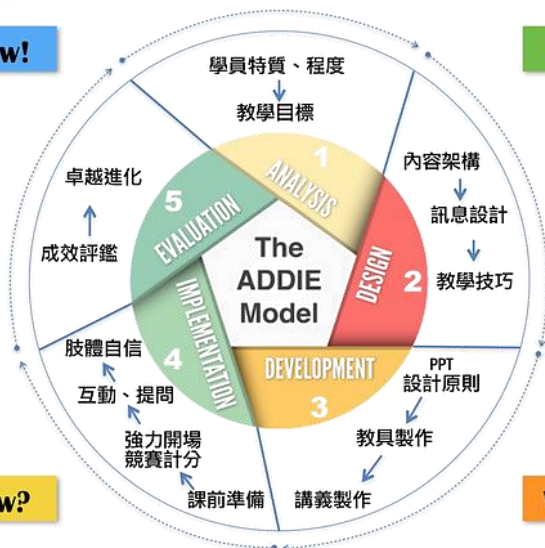 w!
學員特質、程度
教學目標
1
ANALYSIS
內容架構
訊息設計
教學技巧
2
DESIGN
PPT
設計原則
教具製作
講義製作
3
DEVELOPMENT
課前準備
強力開場
競賽計分
互動、提問
肢體自信
4
IMPLEMENTATION
成效評鑑
卓越進化
5
EVALUATION
The
ADDIE
Model
w?